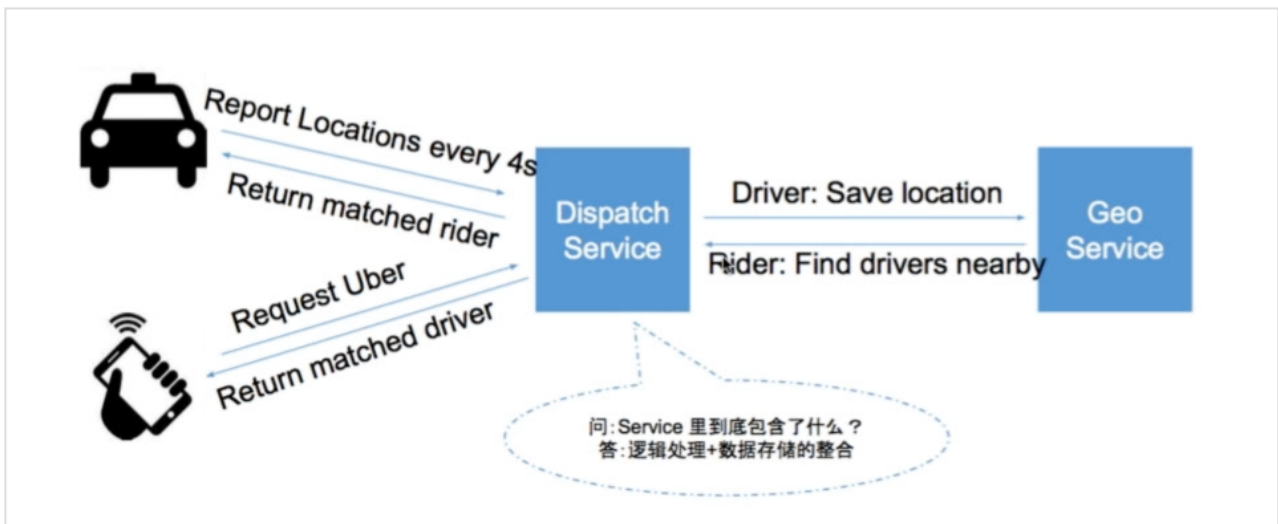 Report Locations every 4s
Return matched rider
Request Uber
Return matched driver
Dispatch
Service
Driver: Save location
Rider: Find drivers nearby
Geo
Service
问:Service 里到底包含了什么？
答:逻辑处理+数据存储的整合